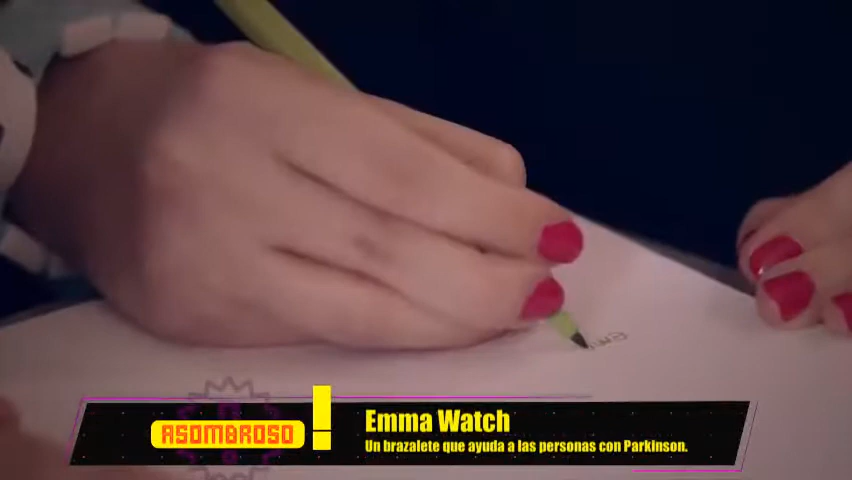 ASOMBROSO!
Emma Watch
Un brazalete que ayuda a las personas con Parkinson.